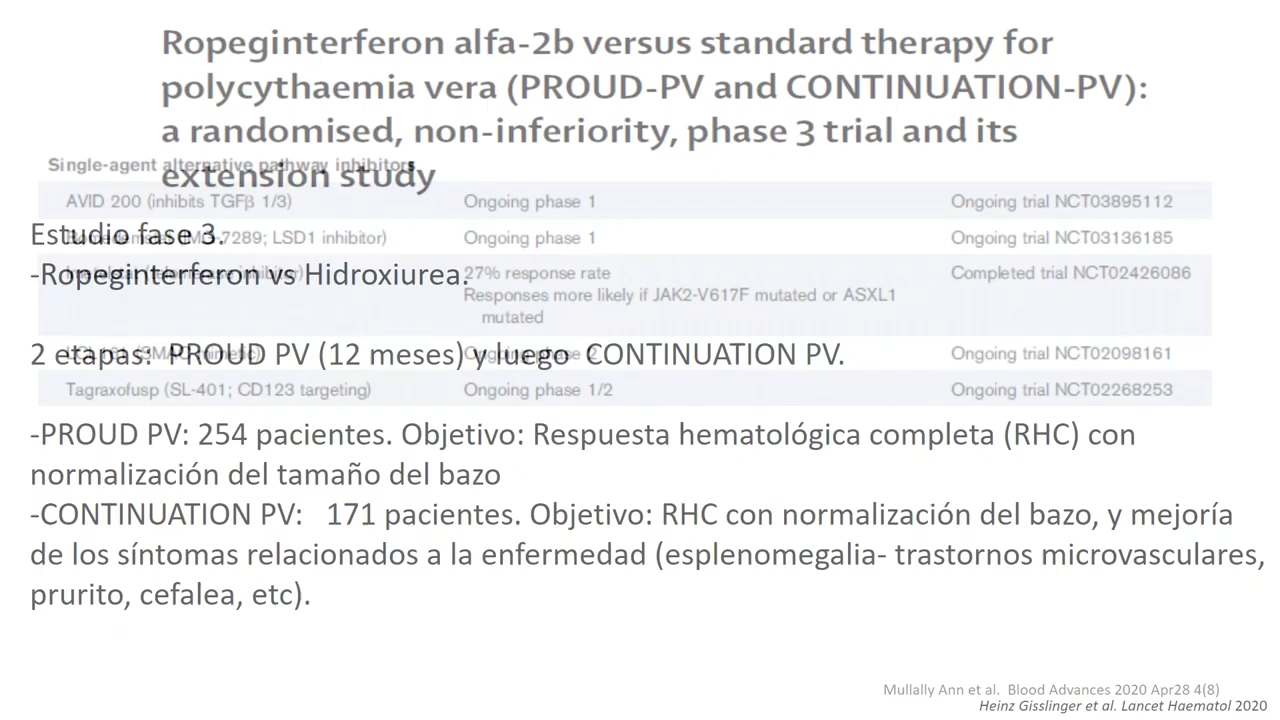 Ropeginterferon alfa-2b versus standard therapy for
polycythaemia vera (PROUD-PV and CONTINUATION-PV):
a randomised, non-inferiority, phase 3 trial and its
extension study
Single-agent alternative pathway inhibitors
AVID 200 (inhibits TGFβ 1/3) Ongoing phase 1 Ongoing trial NCT03895112
Estudio fase 3.
7289; LSD1 inhibitor) Ongoing phase 1 Ongoing trial NCT03136185
-Ropeginterferon vs Hidroxiurea.
27% response rate Completed trial NCT02426086
Responses more likely if JAK2-V617F mutated or ASXL1
mutated
2 etapas: PROUD PV (12 meses) y luego CONTINUATION PV.
Ongoing phase 2 Ongoing trial NCT02098161
Tagraxofusp (SL-401; CD123 targeting) Ongoing phase 1/2 Ongoing trial NCT02268253
-PROUD PV: 254 pacientes. Objetivo: Respuesta hematológica completa (RHC) con
normalización del tamaño del bazo
-CONTINUATION PV: 171 pacientes. Objetivo: RHC con normalización del bazo, y mejoría
de los síntomas relacionados a la enfermedad (esplenomegalia- trastornos microvasculares,
prurito, cefalea, etc).
Mullally Ann et al. Blood Advances 2020 Apr28 4(8)
Heinz Gisslinger et al. Lancet Haematol 2020